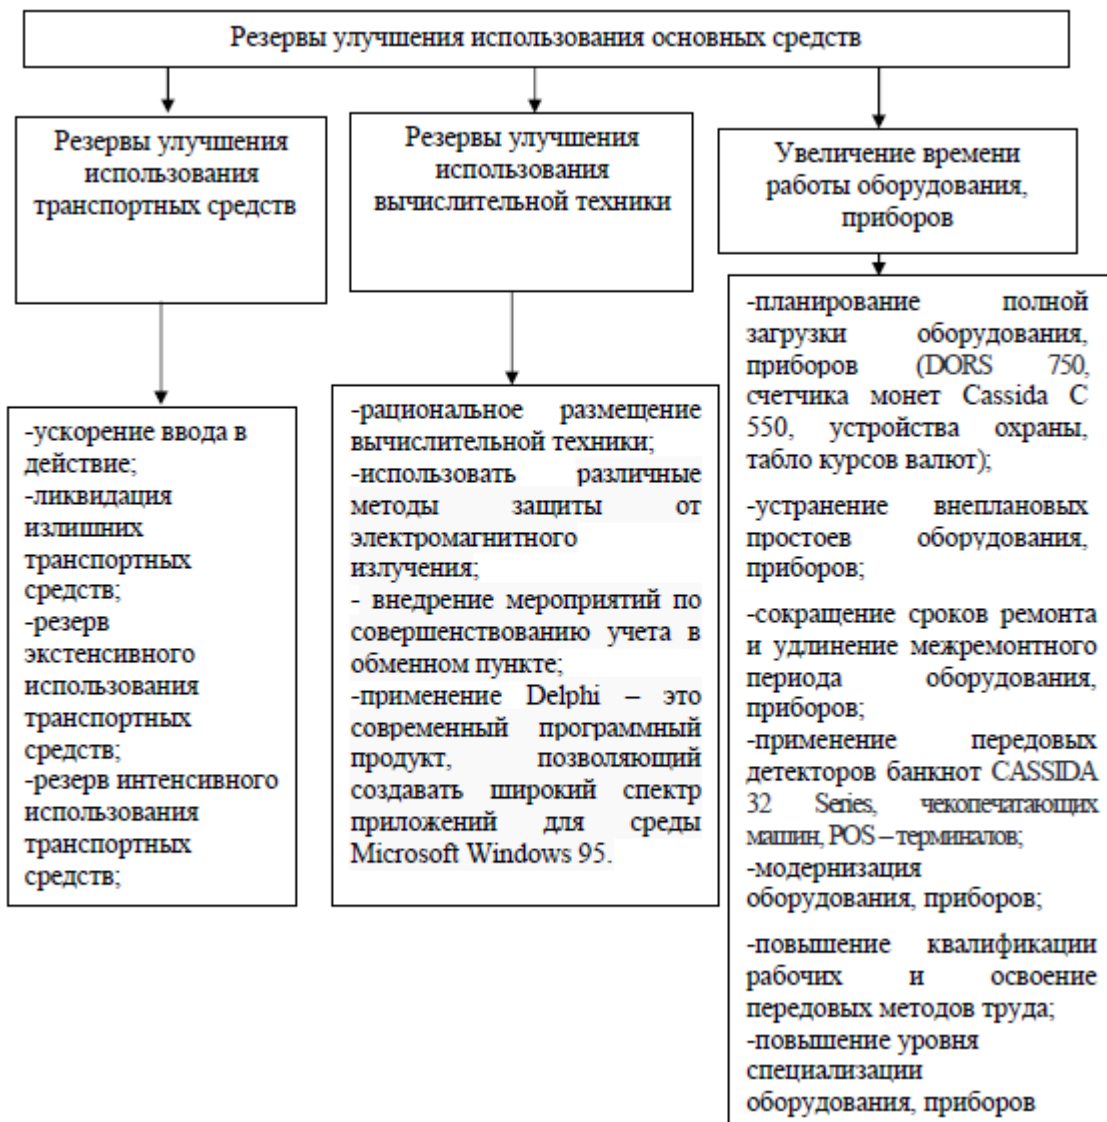 Резервы улучшения использования основных средств
Резервы улучшения
использования
транспортных средств
Резервы улучшения
использования
вычислительной техники
Увеличение времени
работы оборудования,
приборов
-ускорение ввода в
действие;
-ликвидация
излишних
транспортных
средств;
-резерв
экстенсивного
использования
транспортных
средств;
-резерв интенсивного
использования
транспортных
средств;
-рациональное размещение
вычислительной техники;
-использовать различные
методы защиты от
электромагнитного
излучения;
- внедрение мероприятий по
совершенствованию учета в
обменном пункте;
-применение Delphi – это
современный программный
продукт, позволяющий
создавать широкий спектр
приложений для среды
Microsoft Windows 95.
-планирование полной
загрузки оборудования,
приборов (DORS 750,
счетчика монет Cassida C
550, устройства охраны,
табло курсов валют);
-устранение внеплановых
простоев оборудования,
приборов;
-сокращение сроков ремонта
и удлинение межремонтного
периода оборудования,
приборов;
-применение передовых
детекторов банкнот CASSIDA
32 Series, чекопечатающих
машин, POS – терминалов;
-модернизация
оборудования, приборов;
-повышение квалификации
рабочих и освоение
передовых методов труда;
-повышение уровня
специализации
оборудования, приборов